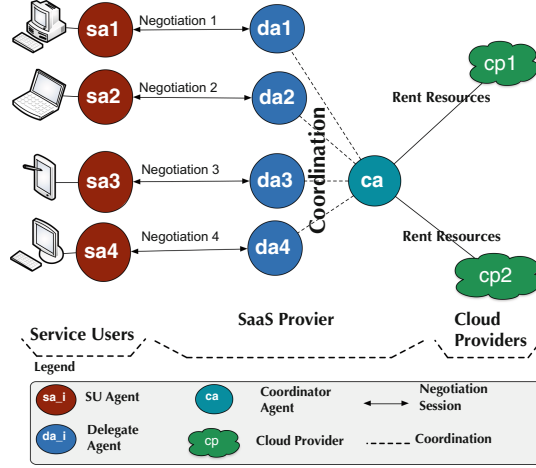 sa1 Negotiation 1 da1
cp1
sa2 Negotiation 2 da2
Rent Resources
Coordination
sa3 Negotiation 3 da3
ca
sa4 Negotiation 4 da4
Rent Resources
cp2
Service Users
SaaS Provier
Cloud
Providers
Legend
sa_i SU Agent
ca Coordinator
Agent
Negotiation
Session
da_i Delegate
Agent
cp Cloud Provider
Coordination